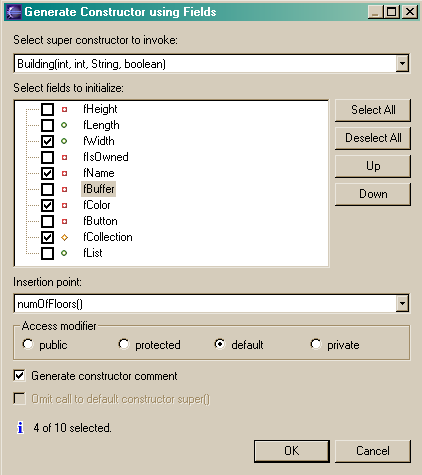 Generate Constructor using Fields
Select super constructor to invoke:
Building(int, int, String, boolean)
Select fields to initialize:
fHeight
fLength
fWidth
fIsOwned
fName
fBuffer
fColor
fButton
fCollection
fList
Select All
Deselect All
Up
Down
Insertion point:
numOfFloors()
Access modifier
public protected default private
Generate constructor comment
Omit call to default constructor super()
4 of 10 selected.
OK Cancel